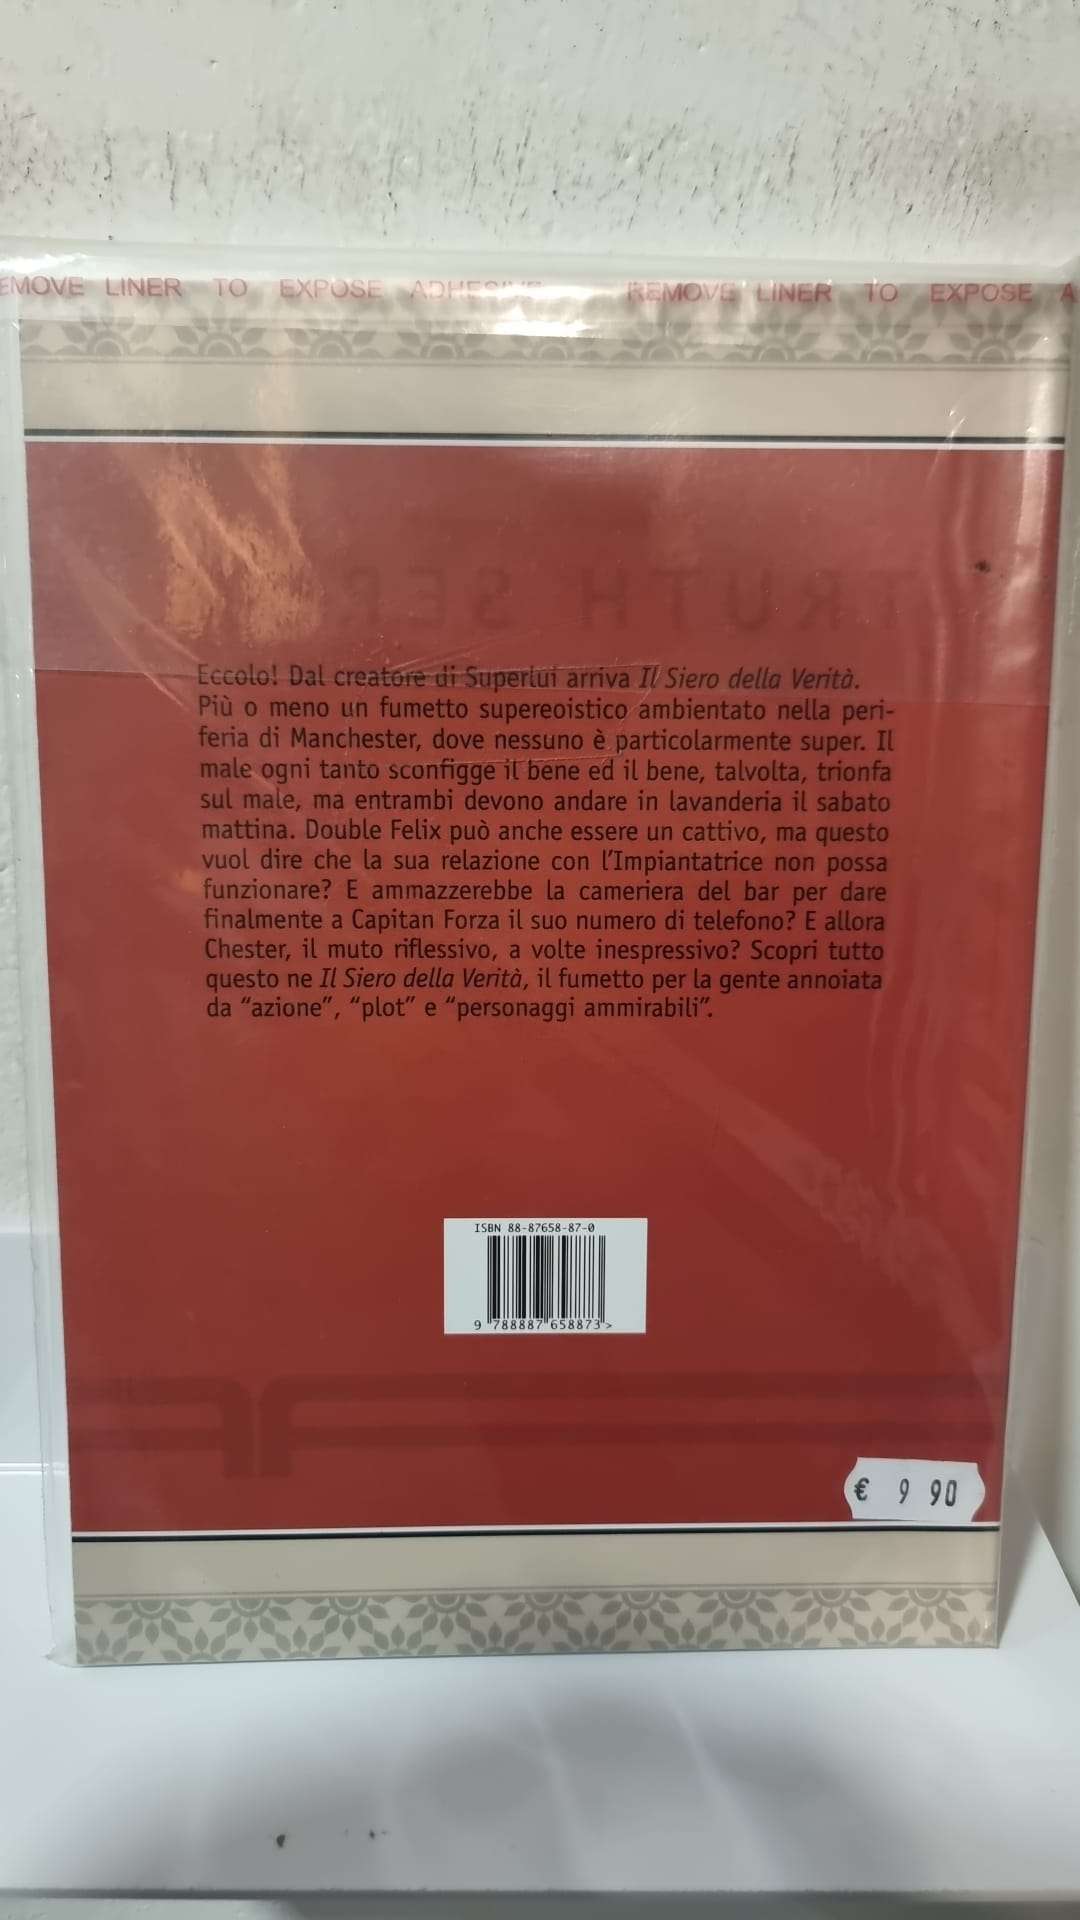 EMOVE LINER TO EXPOSE ADHESIVE REMOVE LINER TO EXPOSE A
TRUTH SER
Eccolo! Dal creatore di Superlui arriva Il Siero della Verità.
Più o meno un fumetto supereoistico ambientato nella peri-
feria di Manchester, dove nessuno è particolarmente super. Il
male ogni tanto sconfigge il bene ed il bene, talvolta, trionfa
sul male, ma entrambi devono andare in lavanderia il sabato
mattina. Double Felix può anche essere un cattivo, ma questo
vuol dire che la sua relazione con l'Impiantatrice non possa
funzionare? E ammazzerebbe la cameriera del bar per dare
finalmente a Capitan Forza il suo numero di telefono? E allora
Chester, il muto riflessivo, a volte inespressivo? Scopri tutto
questo ne Il Siero della Verità, il fumetto per la gente annoiata
da “azione”, “plot” e “personaggi ammirabili”.
ISBN 88-87658-87-0
9 788887 658873 >
€ 9 90